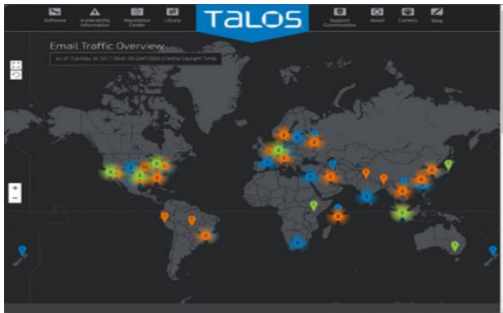 Software
Vulnerability
Information
Reputation
Center
Library
TALOS
Support
Communities
About
Careers
Blog
Email Traffic Overview